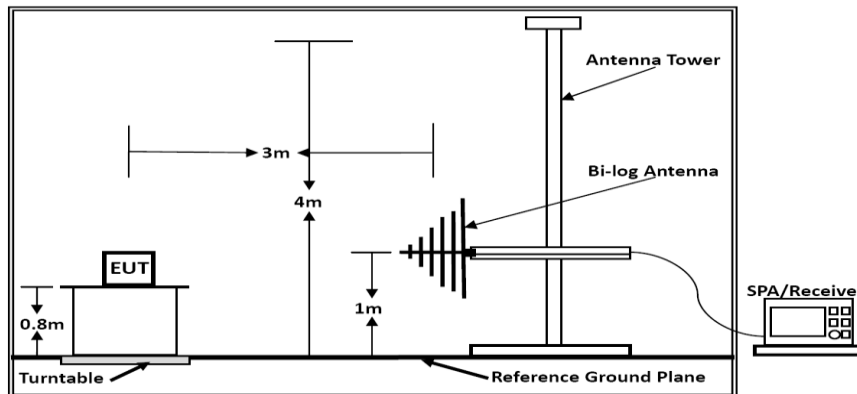 Antenna Tower
3m
Bi-log Antenna
4m
EUT
SPA/Receive
0.8m
1m
Turntable
Reference Ground Plane